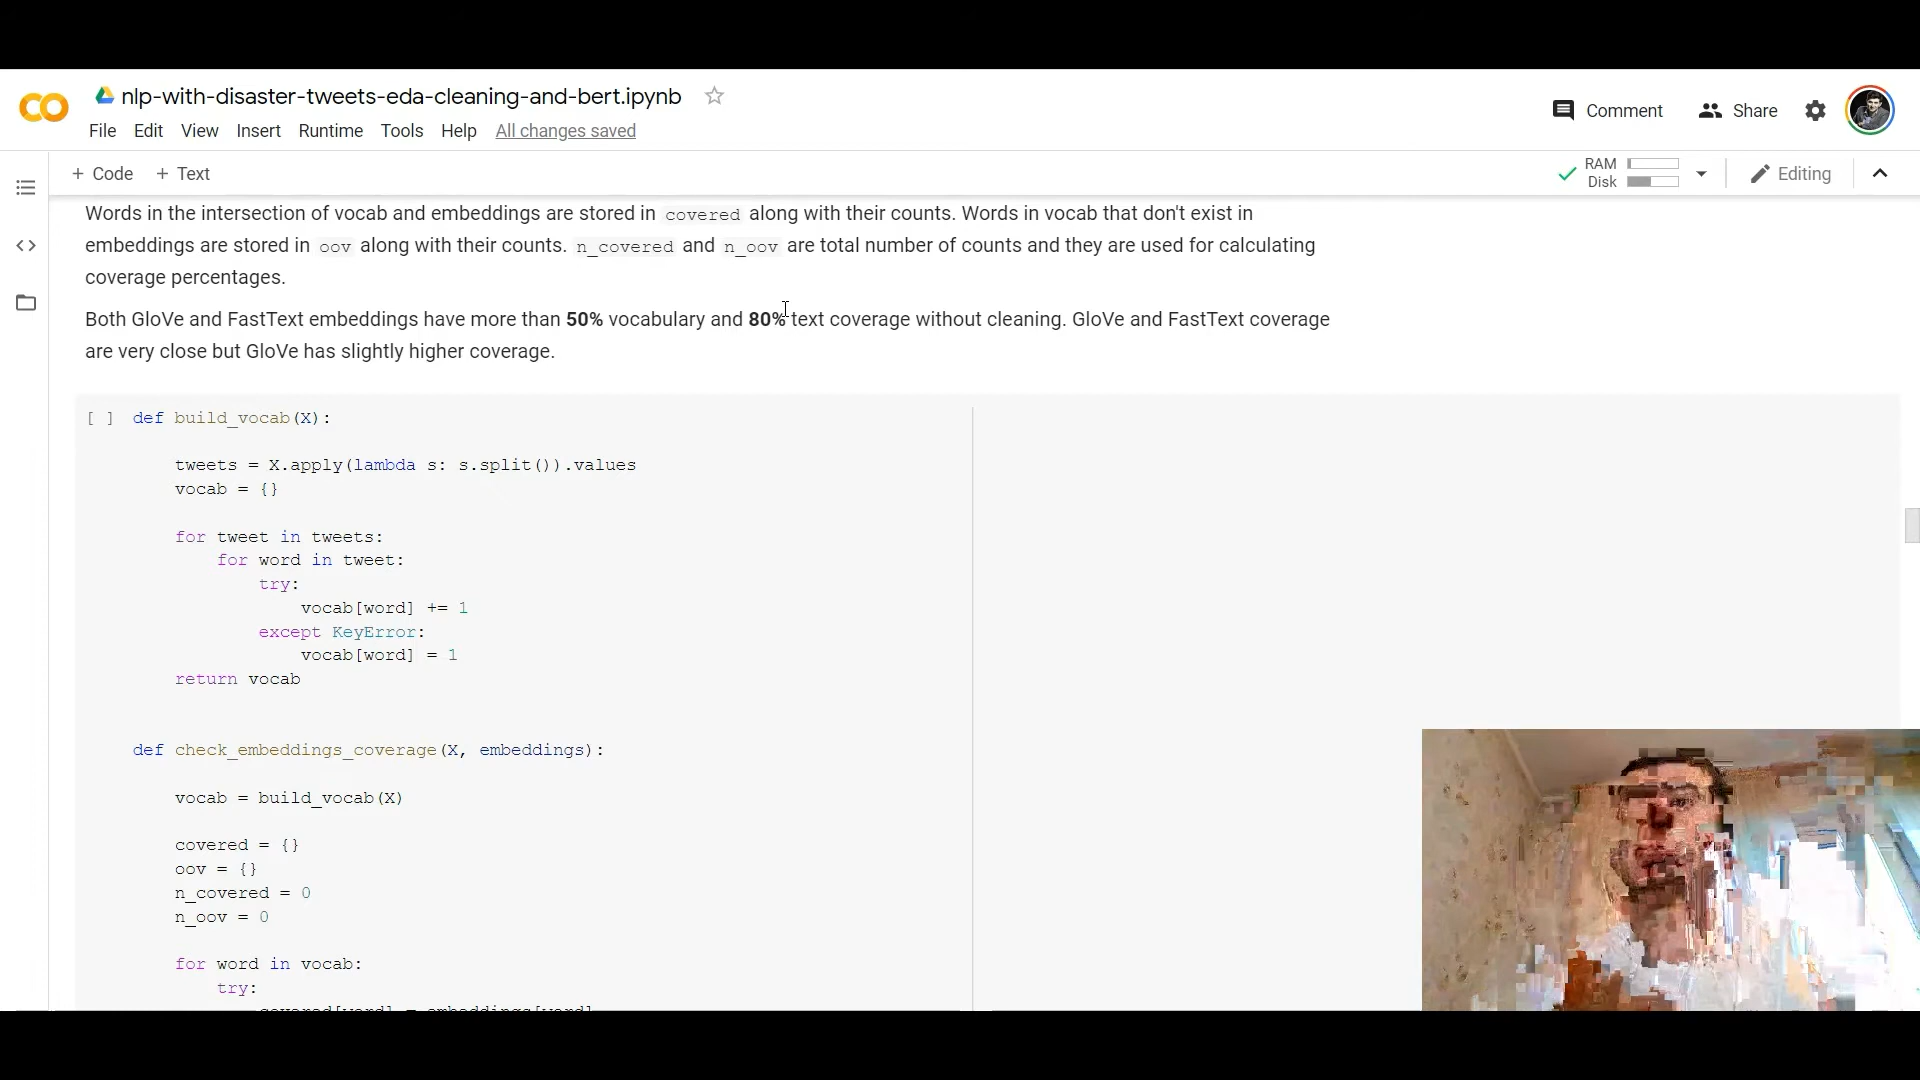 nlp-with-disaster-tweets-eda-cleaning-and-bert.ipynb
File Edit View Insert Runtime Tools Help All changes saved
Comment Share
+ Code + Text
RAM
Disk
Editing
Words in the intersection of vocab and embeddings are stored in covered along with their counts. Words in vocab that don't exist in
embeddings are stored in oov along with their counts. n_covered and n_oov are total number of counts and they are used for calculating
coverage percentages.
Both GloVe and FastText embeddings have more than 50% vocabulary and 80% text coverage without cleaning. GloVe and FastText coverage
are very close but GloVe has slightly higher coverage.
[ ] def build_vocab(X):
tweets = X.apply(lambda s: s.split()).values
vocab = {}
for tweet in tweets:
for word in tweet:
try:
vocab[word] += 1
except KeyError:
vocab[word] = 1
return vocab
def check_embeddings_coverage(X, embeddings):
vocab = build_vocab(X)
covered = {}
oov = {}
n_covered = 0
n_oov = 0
for word in vocab:
try:
covered[word] = embeddings[word]